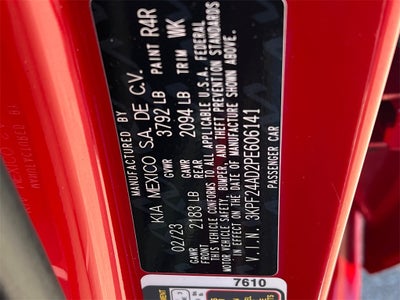 KIA MEXICO S.A. DE C.V. PAINT R4R
02/23 GVWR 3792 LB TRIM WK
GAWR FRONT 2183 LB GAWR REAR 2094 LB
THIS VEHICLE CONFORMS TO ALL APPLICABLE U.S.A. FEDERAL
MOTOR VEHICLE SAFETY, BUMPER, AND THEFT PREVENTION STANDARDS
IN EFFECT ON THE DATE OF MANUFACTURE SHOWN ABOVE.
V.I.N. 3KPF24AD2PE606141
PASSENGER CAR
7610